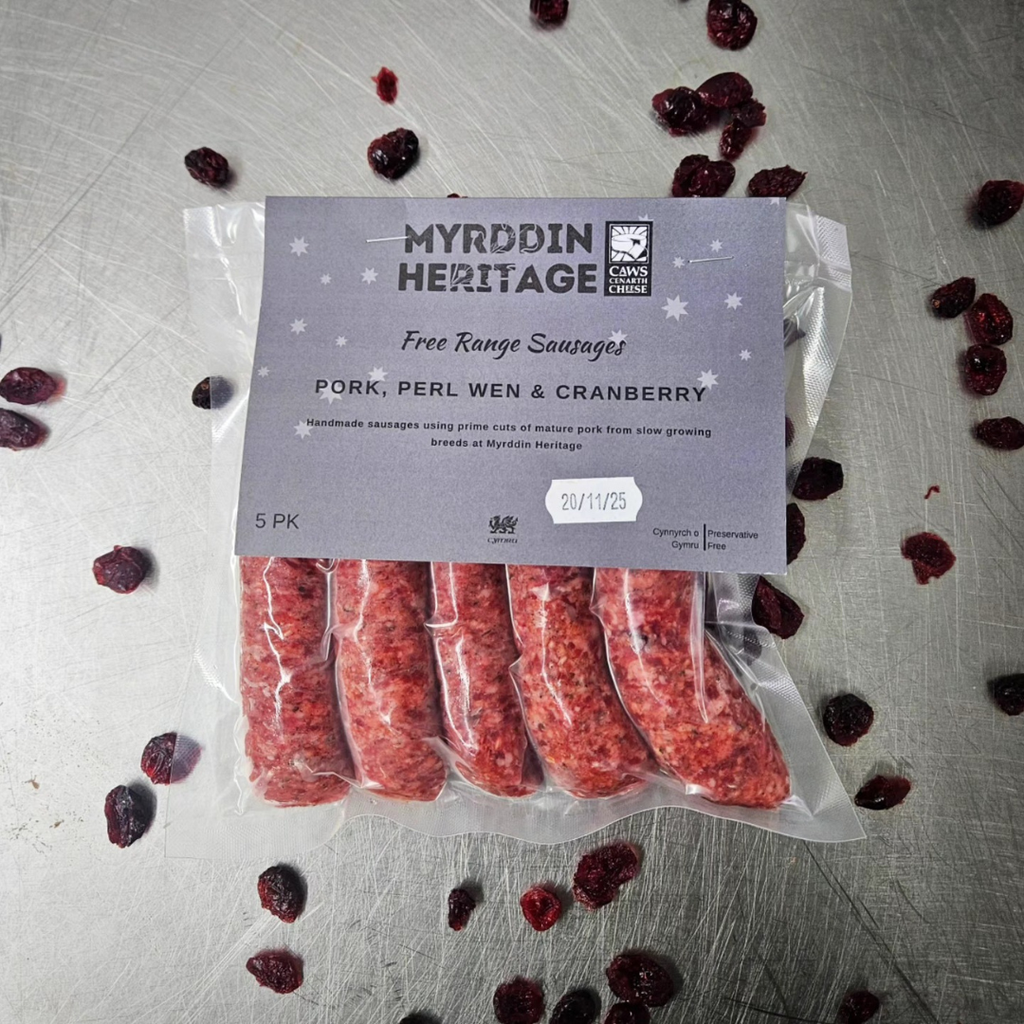 MYRDDIN
HERITAGE
CAWS
CENARTH
CHEESE
Free Range Sausages
PORK, PERL WEN & CRANBERRY
Handmade sausages using prime cuts of mature pork from slow growing
breeds at Myrddin Heritage
20/11/25
5 PK
CYMRU
Cynnyrch o
Gymru
Preservative
Free